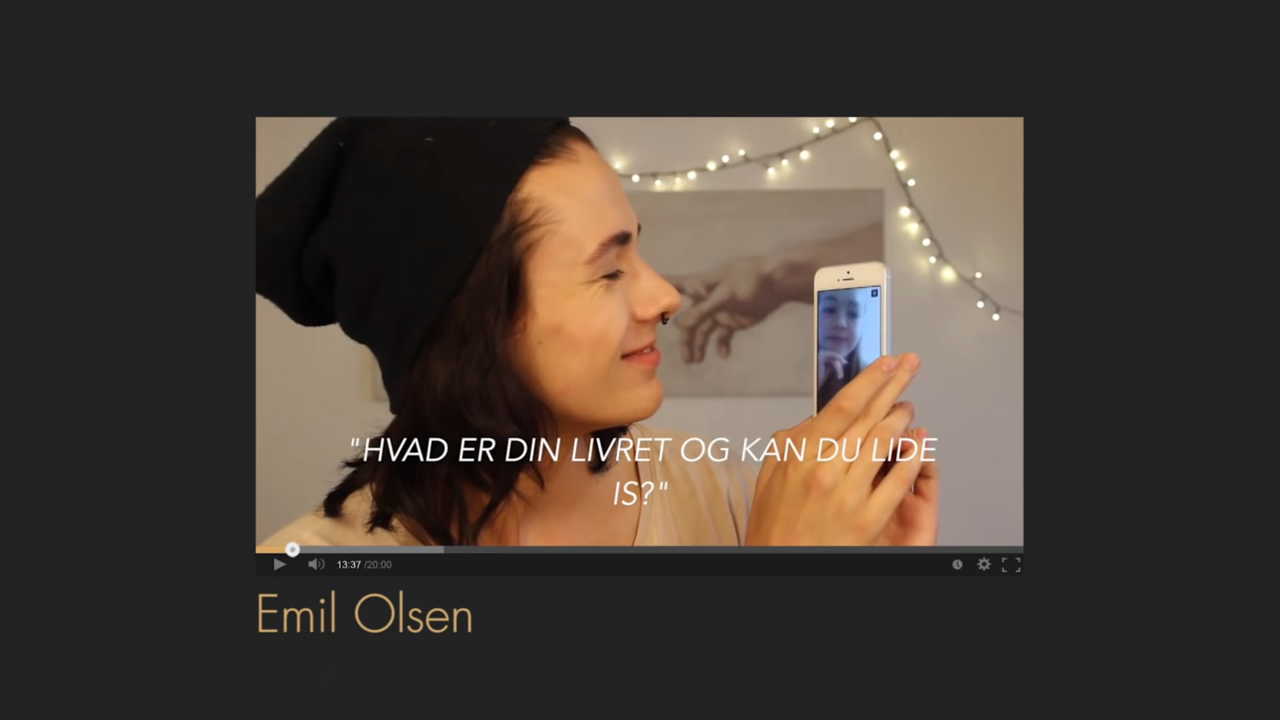 "HVAD ER DIN LIVRET OG KAN DU LIDE
IS?"
13:37 /20:00
Emil Olsen